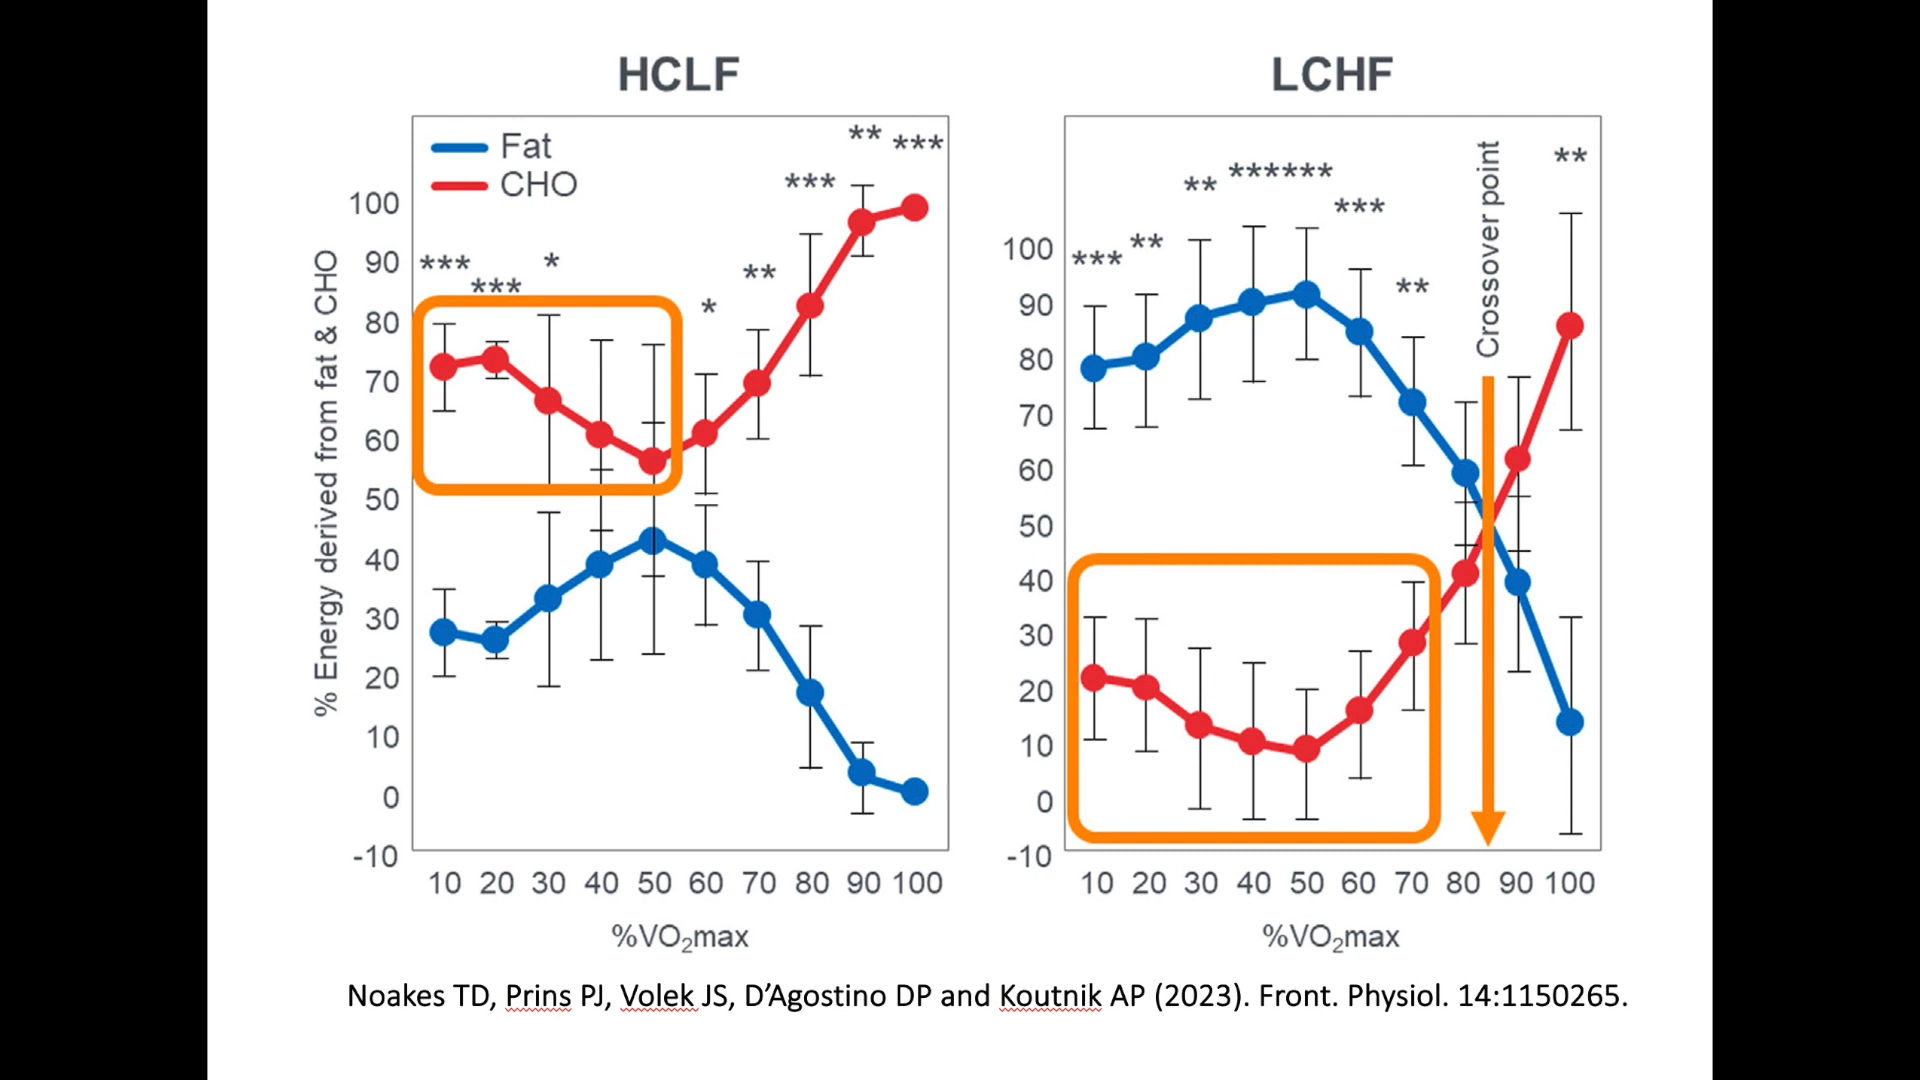 HCLF
Fat
CHO
** ***
***
*** *** * * **
% Energy derived from fat & CHO
100
90
80
70
60
50
40
30
20
10
0
-10
10 20 30 40 50 60 70 80 90 100
%VO₂max
LCHF
Crossover point
*** ** ** ****** *** ** **
100
90
80
70
60
50
40
30
20
10
0
-10
10 20 30 40 50 60 70 80 90 100
%VO₂max
Noakes TD, Prins PJ, Volek JS, D’Agostino DP and Koutnik AP (2023). Front. Physiol. 14:1150265.